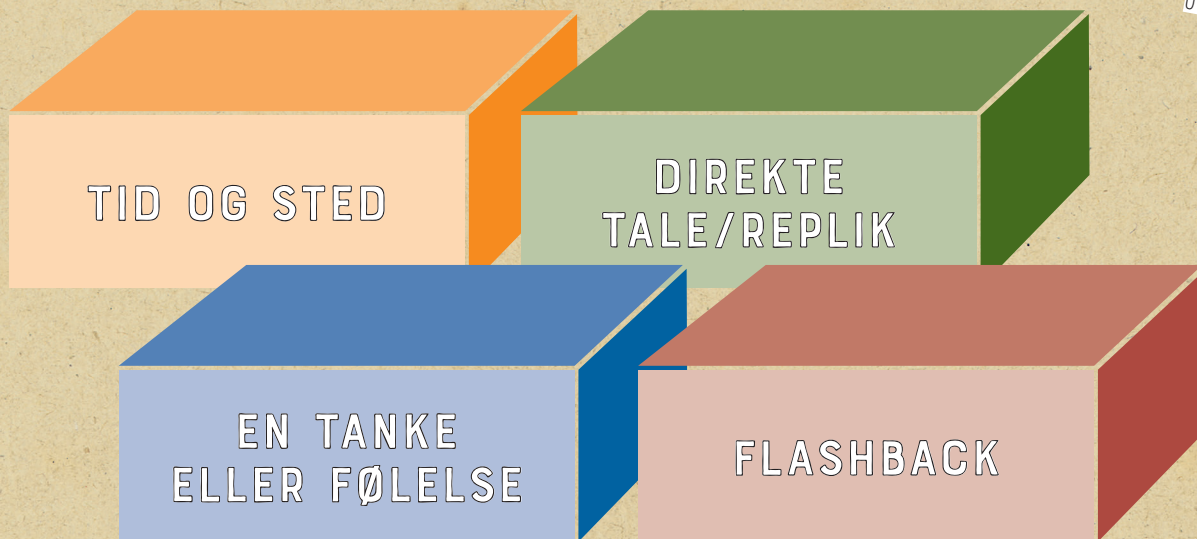 TID OG STED
DIREKTE
TALE/REPLIK
EN TANKE
ELLER FØLELSE
FLASHBACK